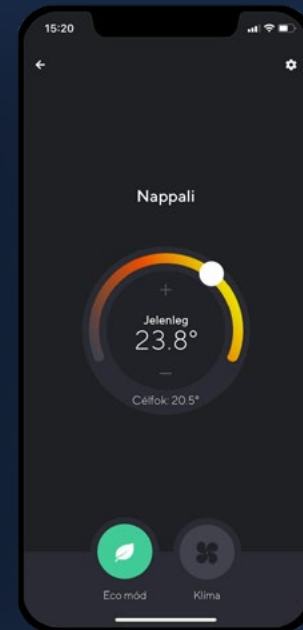 15:20
Nappali
+
Jelenleg
23.8°
–
Célfok: 20.5°
Eco mód
Klíma